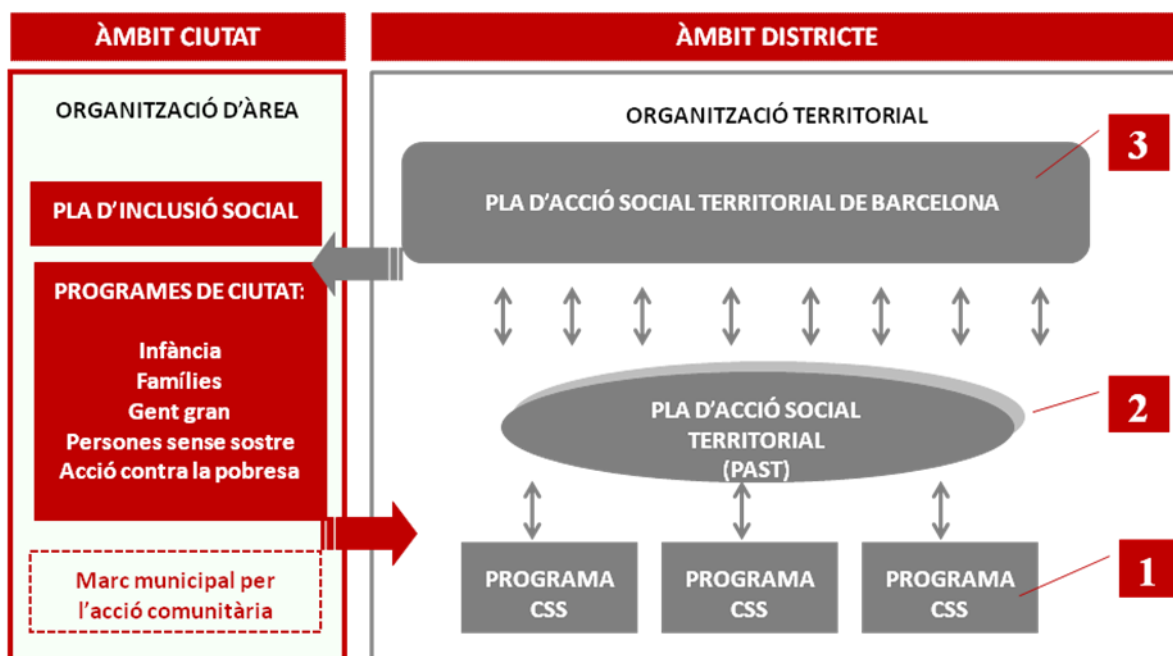 ÀMBIT CIUTAT
ORGANITZACIÓ D'ÀREA
PLA D'INCLUSIÓ SOCIAL
PROGRAMES DE CIUTAT:
Infància
Famílies
Gent gran
Persones sense sostre
Acció contra la pobresa
Marc municipal per
l'acció comunitària
ÀMBIT DISTRICTE
ORGANITZACIÓ TERRITORIAL
3
PLA D'ACCIÓ SOCIAL TERRITORIAL DE BARCELONA
2
PLA D'ACCIÓ SOCIAL
TERRITORIAL
(PAST)
1
PROGRAMA
CSS
PROGRAMA
CSS
PROGRAMA
CSS